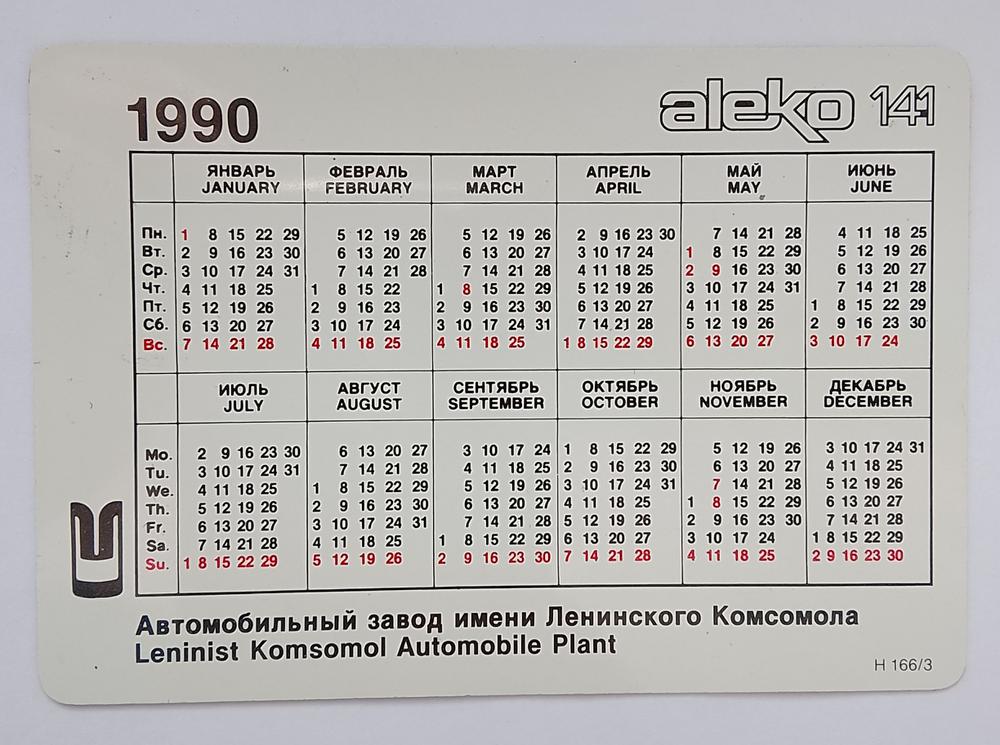 1990
aleko 141
ЯНВАРЬ ФЕВРАЛЬ МАРТ АПРЕЛЬ МАЙ ИЮНЬ
JANUARY FEBRUARY MARCH APRIL MAY JUNE
Пн. 1 8 15 22 29 5 12 19 26 5 12 19 26 2 9 16 23 30 7 14 21 28 4 11 18 25
Вт. 2 9 16 23 30 6 13 20 27 6 13 20 27 3 10 17 24 1 8 15 22 29 5 12 19 26
Ср. 3 10 17 24 31 7 14 21 28 7 14 21 28 4 11 18 25 2 9 16 23 30 6 13 20 27
Чт. 4 11 18 25 1 8 15 22 1 8 15 22 29 5 12 19 26 3 10 17 24 31 7 14 21 28
Пт. 5 12 19 26 2 9 16 23 2 9 16 23 30 6 13 20 27 4 11 18 25 1 8 15 22 29
Сб. 6 13 20 27 3 10 17 24 3 10 17 24 31 7 14 21 28 5 12 19 26 2 9 16 23 30
Вс. 7 14 21 28 4 11 18 25 4 11 18 25 1 8 15 22 29 6 13 20 27 3 10 17 24
ИЮЛЬ АВГУСТ СЕНТЯБРЬ ОКТЯБРЬ НОЯБРЬ ДЕКАБРЬ
JULY AUGUST SEPTEMBER OCTOBER NOVEMBER DECEMBER
Mo. 2 9 16 23 30 6 13 20 27 3 10 17 24 1 8 15 22 29 5 12 19 26 3 10 17 24 31
Tu. 3 10 17 24 31 7 14 21 28 4 11 18 25 2 9 16 23 30 6 13 20 27 4 11 18 25
We. 4 11 18 25 1 8 15 22 29 5 12 19 26 3 10 17 24 31 7 14 21 28 5 12 19 26
Th. 5 12 19 26 2 9 16 23 30 6 13 20 27 4 11 18 25 1 8 15 22 29 6 13 20 27
Fr. 6 13 20 27 3 10 17 24 31 7 14 21 28 5 12 19 26 2 9 16 23 30 7 14 21 28
Sa. 7 14 21 28 4 11 18 25 1 8 15 22 29 6 13 20 27 3 10 17 24 1 8 15 22 29
Su. 1 8 15 22 29 5 12 19 26 2 9 16 23 30 7 14 21 28 4 11 18 25 2 9 16 23 30
Автомобильный завод имени Ленинского Комсомола
Leninist Komsomol Automobile Plant
Н 166/3